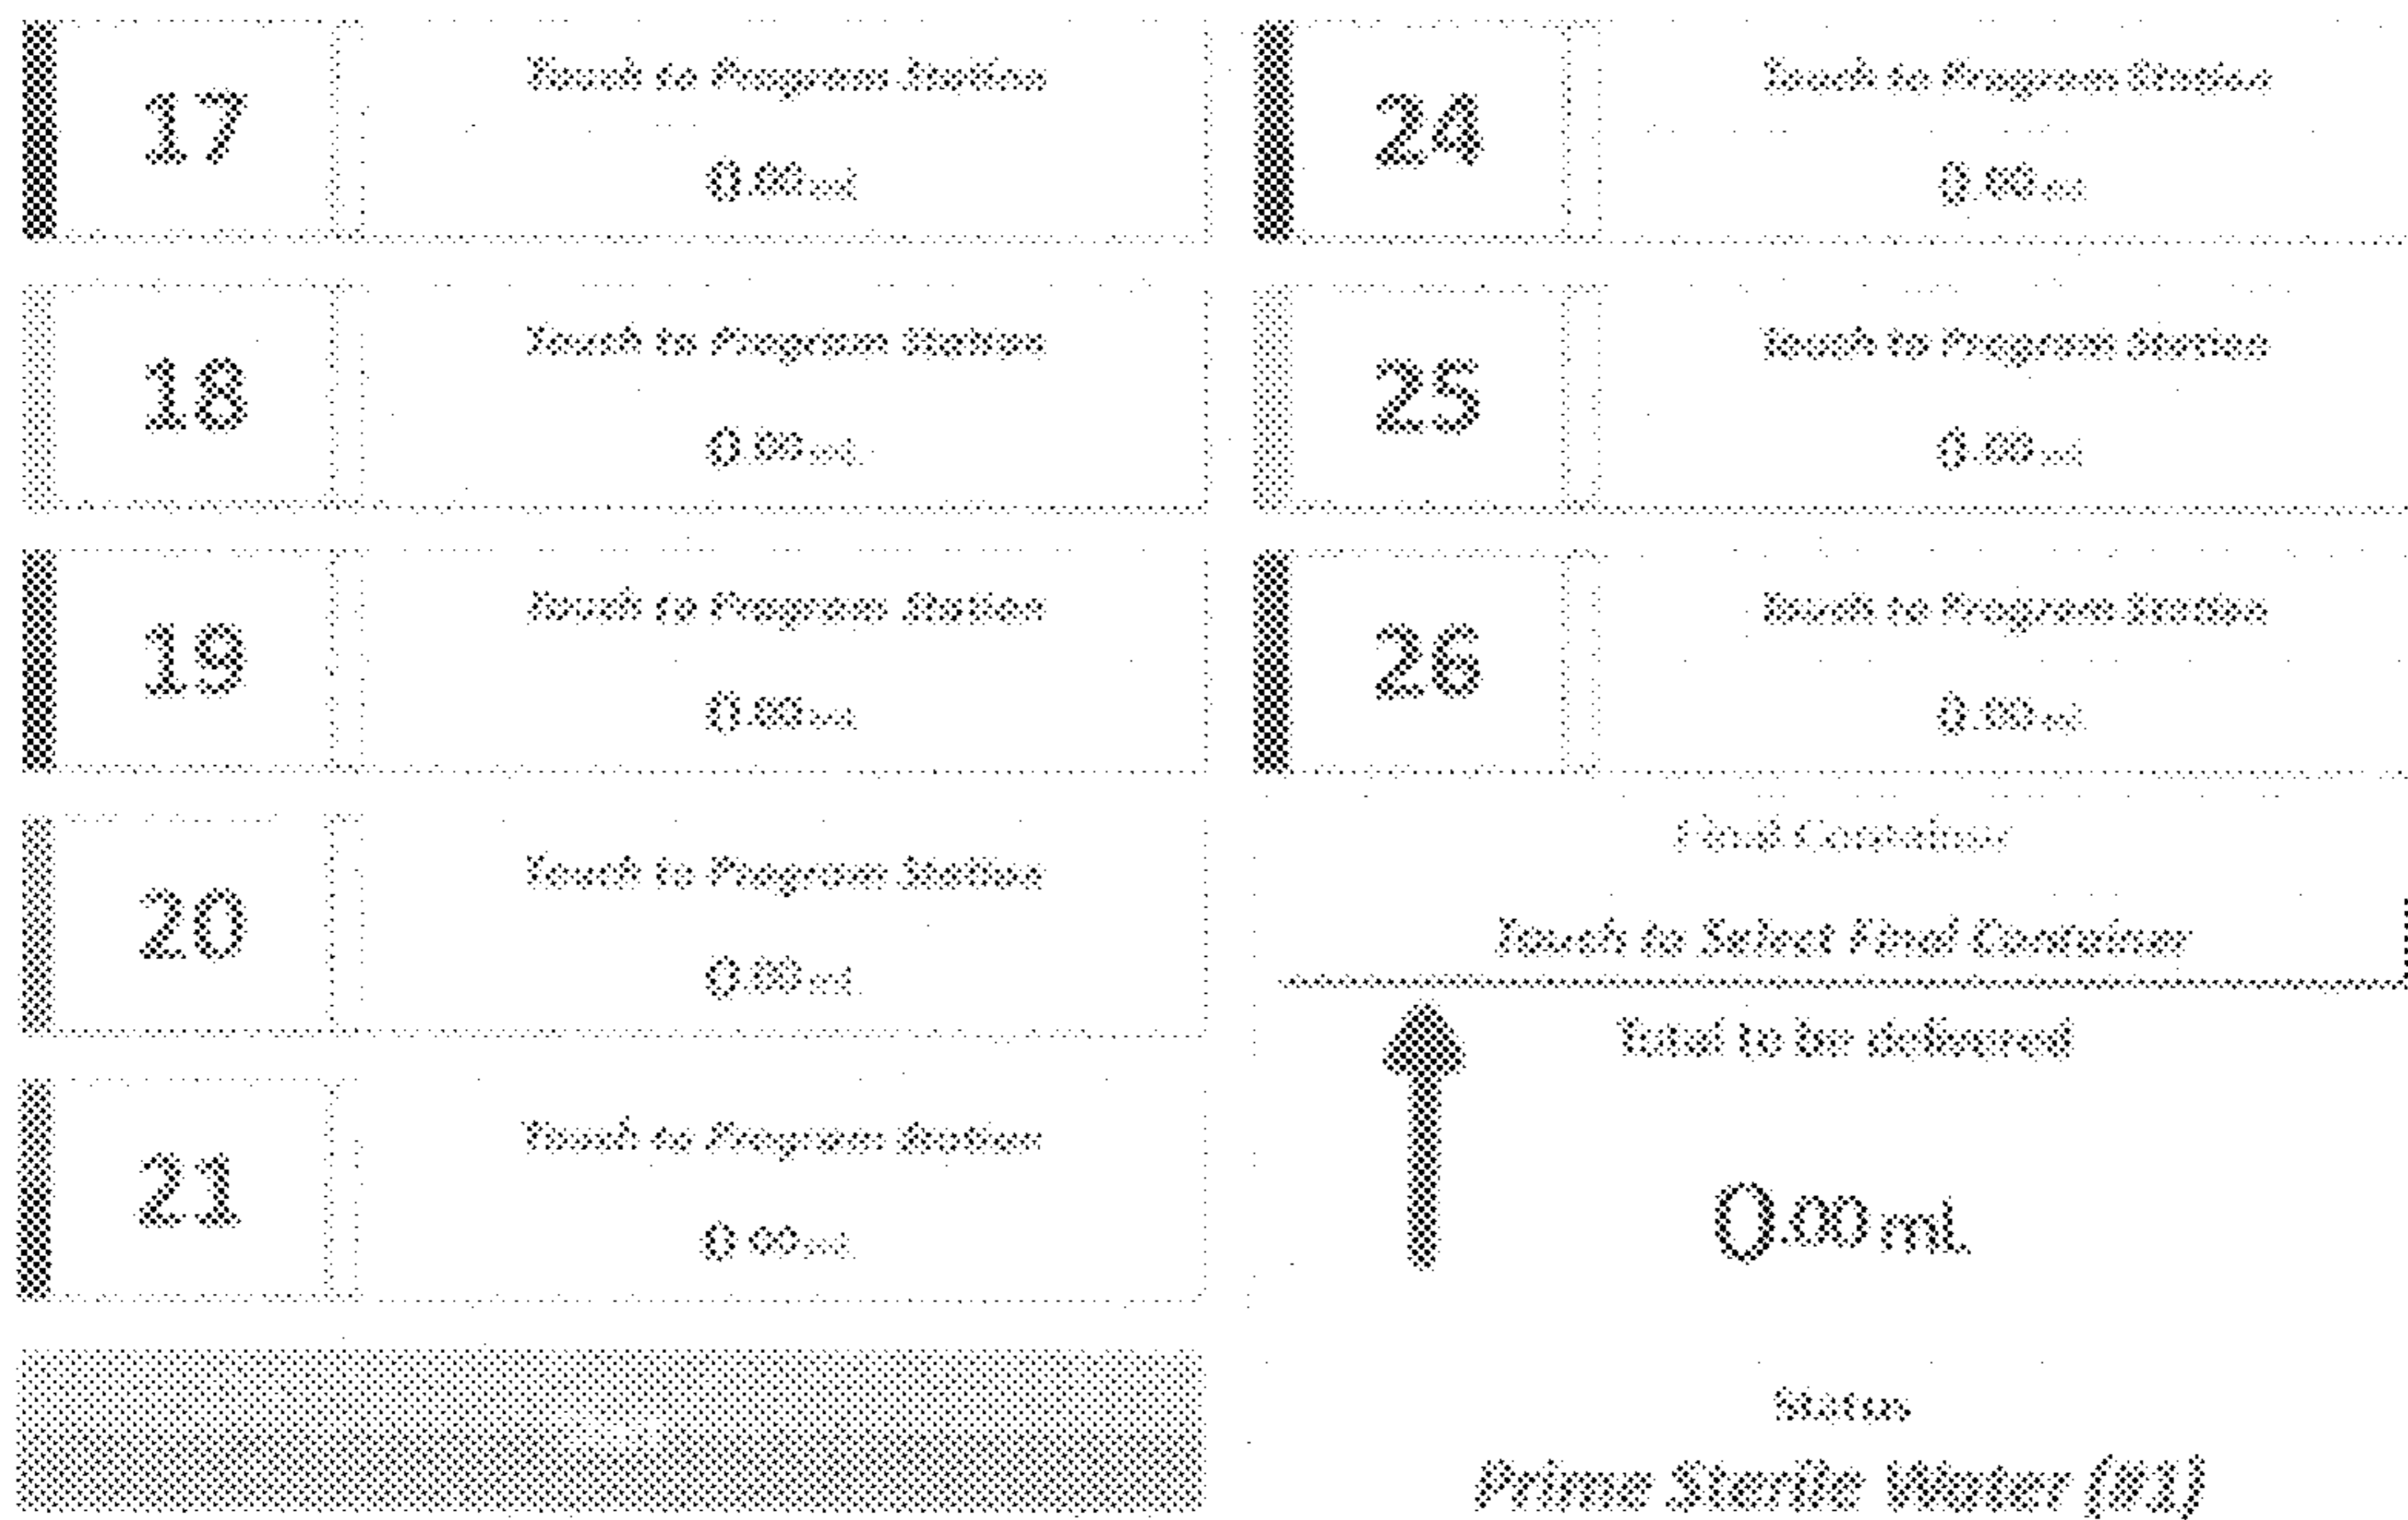 17
Touch to Program Station
0.00 mL
18
Touch to Program Station
0.00 mL
19
Touch to Program Station
0.00 mL
20
Touch to Program Station
0.00 mL
21
Touch to Program Station
0.00 mL
24
Touch to Program Station
0.00 mL
25
Touch to Program Station
0.00 mL
26
Touch to Program Station
0.00 mL
Final Container
Touch to Select Final Container
Total to be delivered
0.00 mL
Status
Prime Sterile Water (#1)